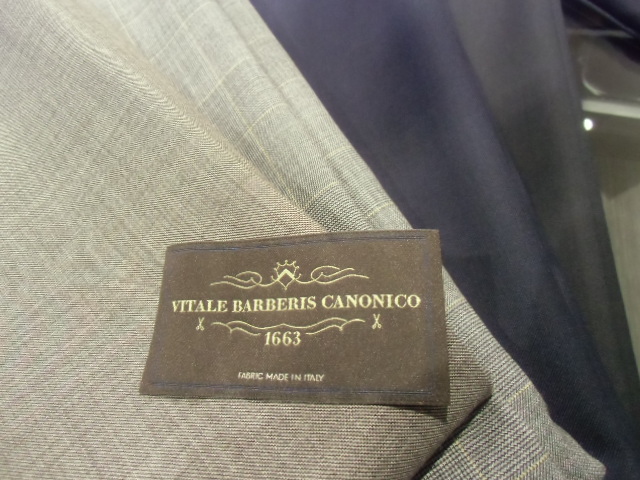 VITALE BARBERIS CANONICO
1663
FABRIC MADE IN ITALY